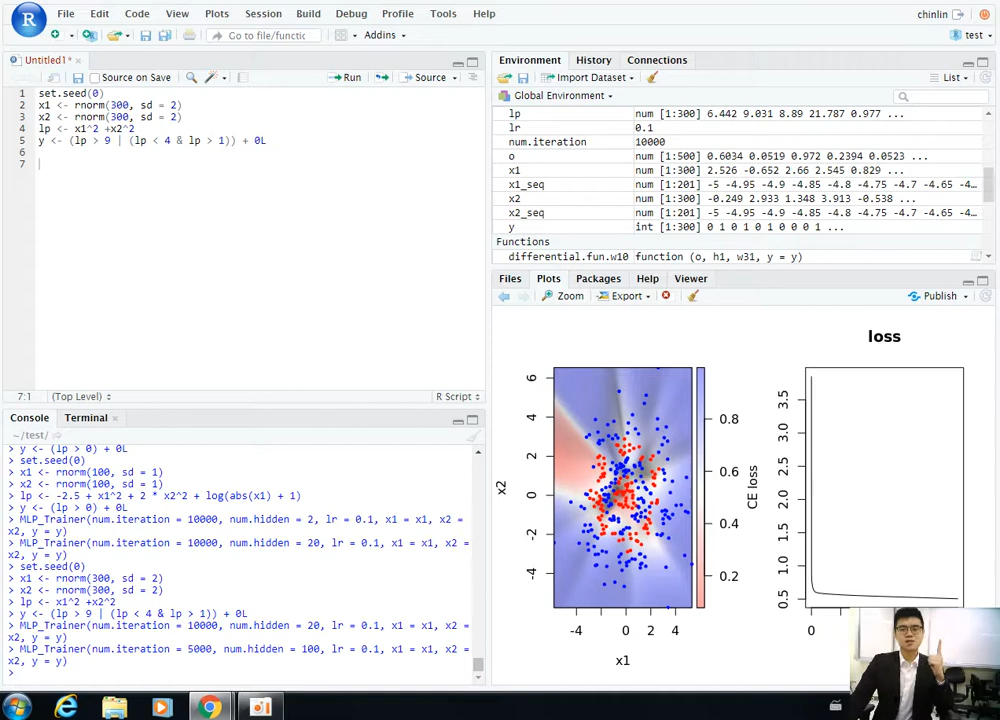 File Edit Code View Plots Session Build Debug Profile Tools Help
chinlin
Go to file/functic Addins test
Untitled1*
Source on Save Run Source
1 set.seed(0)
2 x1 <- rnorm(300, sd = 2)
3 x2 <- rnorm(300, sd = 2)
4 lp <- x1^2 +x2^2
5 y <- (lp > 9 | (lp < 4 & lp > 1)) + 0L
6
7
7:1 (Top Level) R Script
Console Terminal
~/test/
> y <- (lp > 0) + 0L
> set.seed(0)
> x1 <- rnorm(100, sd = 1)
> x2 <- rnorm(100, sd = 1)
> lp <- -2.5 + x1^2 + 2 * x2^2 + log(abs(x1) + 1)
> y <- (lp > 0) + 0L
> MLP_Trainer(num.iteration = 10000, num.hidden = 2, lr = 0.1, x1 = x1, x2 =
x2, y = y)
> MLP_Trainer(num.iteration = 10000, num.hidden = 20, lr = 0.1, x1 = x1, x2 =
x2, y = y)
> set.seed(0)
> x1 <- rnorm(300, sd = 2)
> x2 <- rnorm(300, sd = 2)
> lp <- x1^2 +x2^2
> y <- (lp > 9 | (lp < 4 & lp > 1)) + 0L
> MLP_Trainer(num.iteration = 10000, num.hidden = 20, lr = 0.1, x1 = x1, x2 =
x2, y = y)
> MLP_Trainer(num.iteration = 5000, num.hidden = 100, lr = 0.1, x1 = x1, x2 =
x2, y = y)
>
Environment History Connections
Import Dataset List
Global Environment
lp num [1:300] 6.442 9.031 8.89 21.787 0.977 ...
lr 0.1
num.iteration 10000
o num [1:500] 0.6034 0.0519 0.972 0.2394 0.0523 ...
x1 num [1:300] 2.526 -0.652 2.66 2.545 0.829 ...
x1_seq num [1:201] -5 -4.95 -4.9 -4.85 -4.8 -4.75 -4.7 -4.65 -4...
x2 num [1:300] -0.249 2.933 1.348 3.913 -0.538 ...
x2_seq num [1:201] -5 -4.95 -4.9 -4.85 -4.8 -4.75 -4.7 -4.65 -4...
y int [1:300] 0 1 0 1 0 1 0 0 0 1 ...
Functions
differential.fun.w10 function (o, h1, w31, y = y)
Files Plots Packages Help Viewer
Zoom Export Publish
loss
6
4
2
0
-2
-4
x2
-4 0 2 4
x1
0.8
0.6
0.4
0.2
CE loss
3.5
3.0
2.5
2.0
1.5
1.0
0.5
0